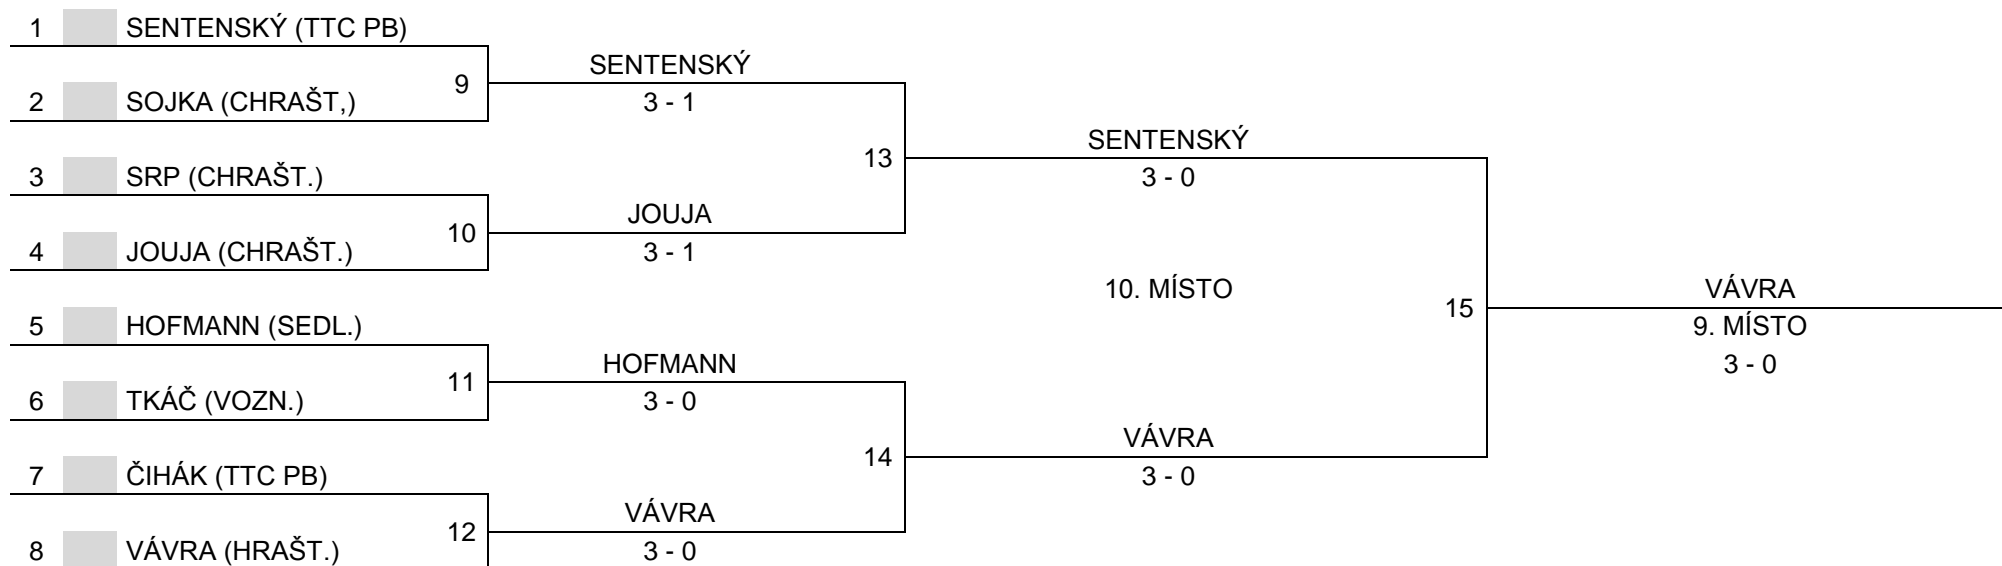 1 SENTENSKÝ (TTC PB)
SENTENSKÝ
9
2 SOJKA (CHRAŠT,)
3 - 1
SENTENSKÝ
13
3 SRP (CHRAŠT.)
3 - 0
JOUJA
10
4 JOUJA (CHRAŠT.)
3 - 1
10. MÍSTO
VÁVRA
15
5 HOFMANN (SEDL.)
9. MÍSTO
HOFMANN
3 - 0
11
6 TKÁČ (VOZN.)
3 - 0
VÁVRA
14
7 ČIHÁK (TTC PB)
3 - 0
VÁVRA
12
8 VÁVRA (HRAŠT.)
3 - 0